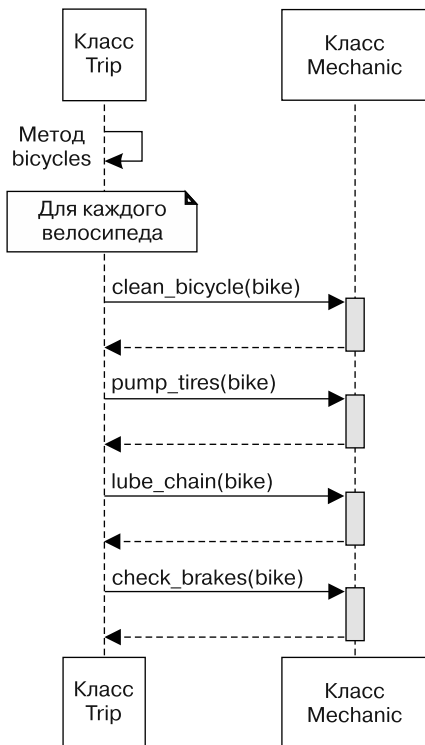 Класс
Trip
Класс
Mechanic
Метод
bicycles
Для каждого
велосипеда
clean_bicycle(bike)
pump_tires(bike)
lube_chain(bike)
check_brakes(bike)
Класс
Trip
Класс
Mechanic